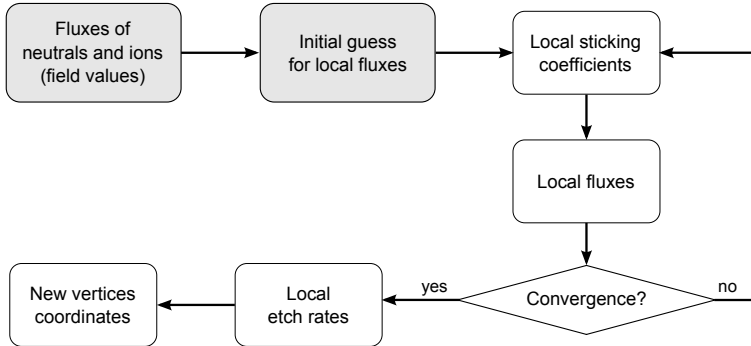 Fluxes of
neutrals and ions
(field values)
Initial guess
for local fluxes
Local sticking
coefficients
Local fluxes
Convergence?
yes
no
Local
etch rates
New vertices
coordinates